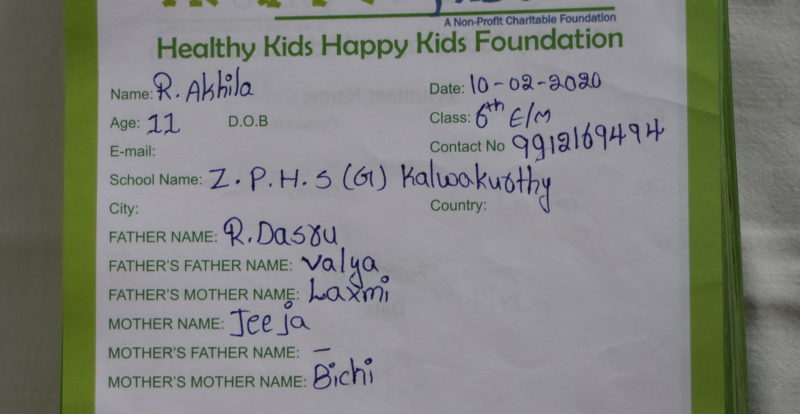 A Non-Profit Charitable Foundation
Healthy Kids Happy Kids Foundation
Name: R. Akhila Date: 10-02-2020
Age: 11 D.O.B Class: 6th E/M
E-mail: Contact No 9912169494
School Name: Z.P.H.S (G) Kalwakurthy
City: Country:
FATHER NAME: R. Dasru
FATHER'S FATHER NAME: Valya
FATHER'S MOTHER NAME: Laxmi
MOTHER NAME: Jeeja
MOTHER'S FATHER NAME: –
MOTHER'S MOTHER NAME: Bichi